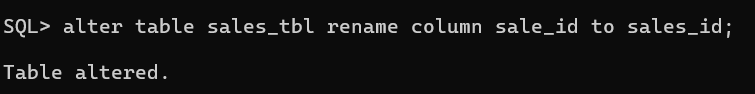 SQL> alter table sales_tbl rename column sale_id to sales_id;
Table altered.